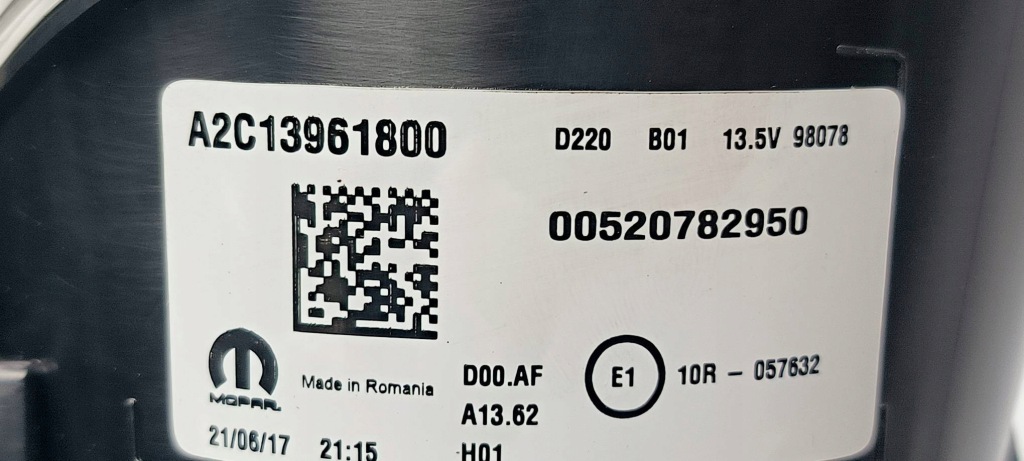 A2C13961800 D220 B01 13.5V 98078
00520782950
MOPAR Made in Romania D00.AF E1 10R - 057632
A13.62
21/06/17 21:15 H01